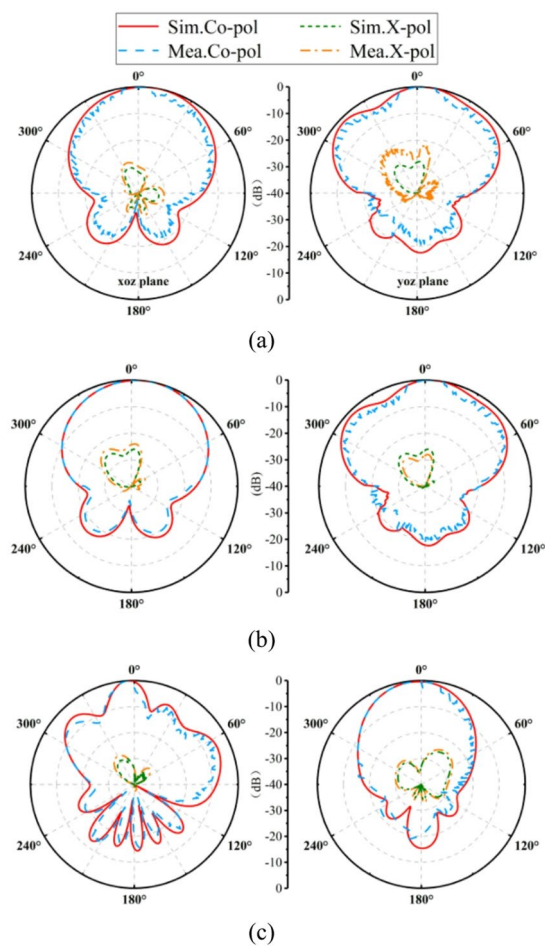 Sim.Co-pol Sim.X-pol
Mea.Co-pol Mea.X-pol
0° 0 0°
300° 60° -10 300° 60°
-20
-30
-40
(dB)
-30
240° 120° -20 240° 120°
-10
xoz plane yoz plane
180° 0 180°
(a)
0° 0 0°
300° 60° -10 300° 60°
-20
-30
-40
(dB)
-30
240° 120° -20 240° 120°
-10
180° 0 180°
(b)
0° 0 0°
300° 60° -10 300° 60°
-20
-30
-40
(dB)
-30
240° 120° -20 240° 120°
-10
180° 0 180°
(c)